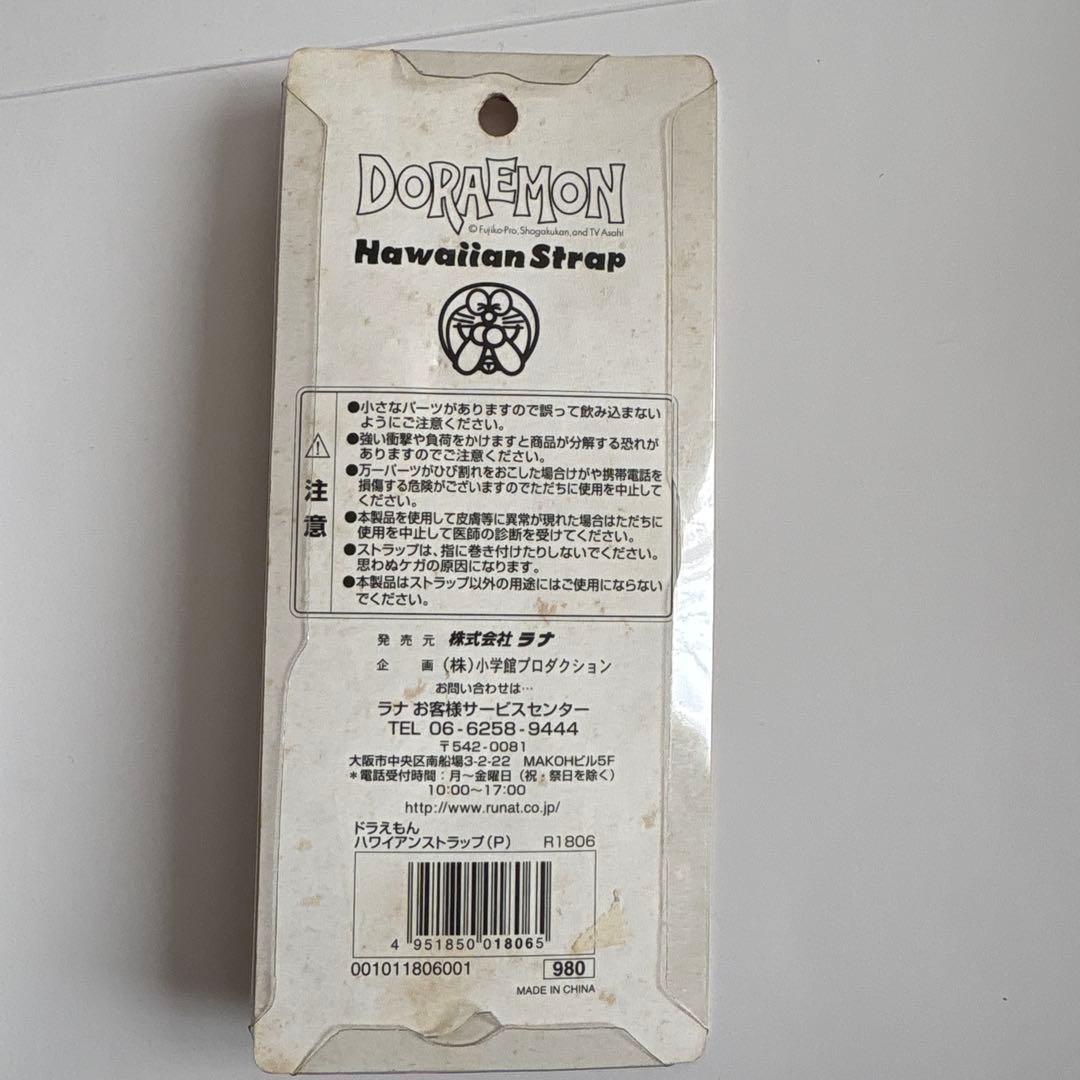 DORAEMON
© Fujiko-Pro, Shogakukan, and TV Asahi
Hawaiian Strap
注意
●小さなパーツがありますので誤って飲み込まない
ようにご注意ください。
●強い衝撃や負荷をかけますと商品が分解する恐れが
ありますのでご注意ください。
●万一パーツがひび割れをおこした場合けがや携帯電話を
損傷する危険がございますのでただちに使用を中止して
ください。
●本製品を使用して皮膚等に異常が現れた場合はただちに
使用を中止して医師の診断を受けてください。
●ストラップは、指に巻き付けたりしないでください。
思わぬケガの原因になります。
●本製品はストラップ以外の用途にはご使用にならない
でください。
発売元 株式会社 ラナ
企画 (株)小学館プロダクション
お問い合わせは…
ラナ お客様サービスセンター
TEL 06-6258-9444
〒542-0081
大阪市中央区南船場3-2-22 MAKOHビル5F
*電話受付時間:月～金曜日(祝・祭日を除く)
10:00～17:00
http://www.runat.co.jp/
ドラえもん
ハワイアンストラップ(P) R1806
4 951850 018065
001011806001 980
MADE IN CHINA